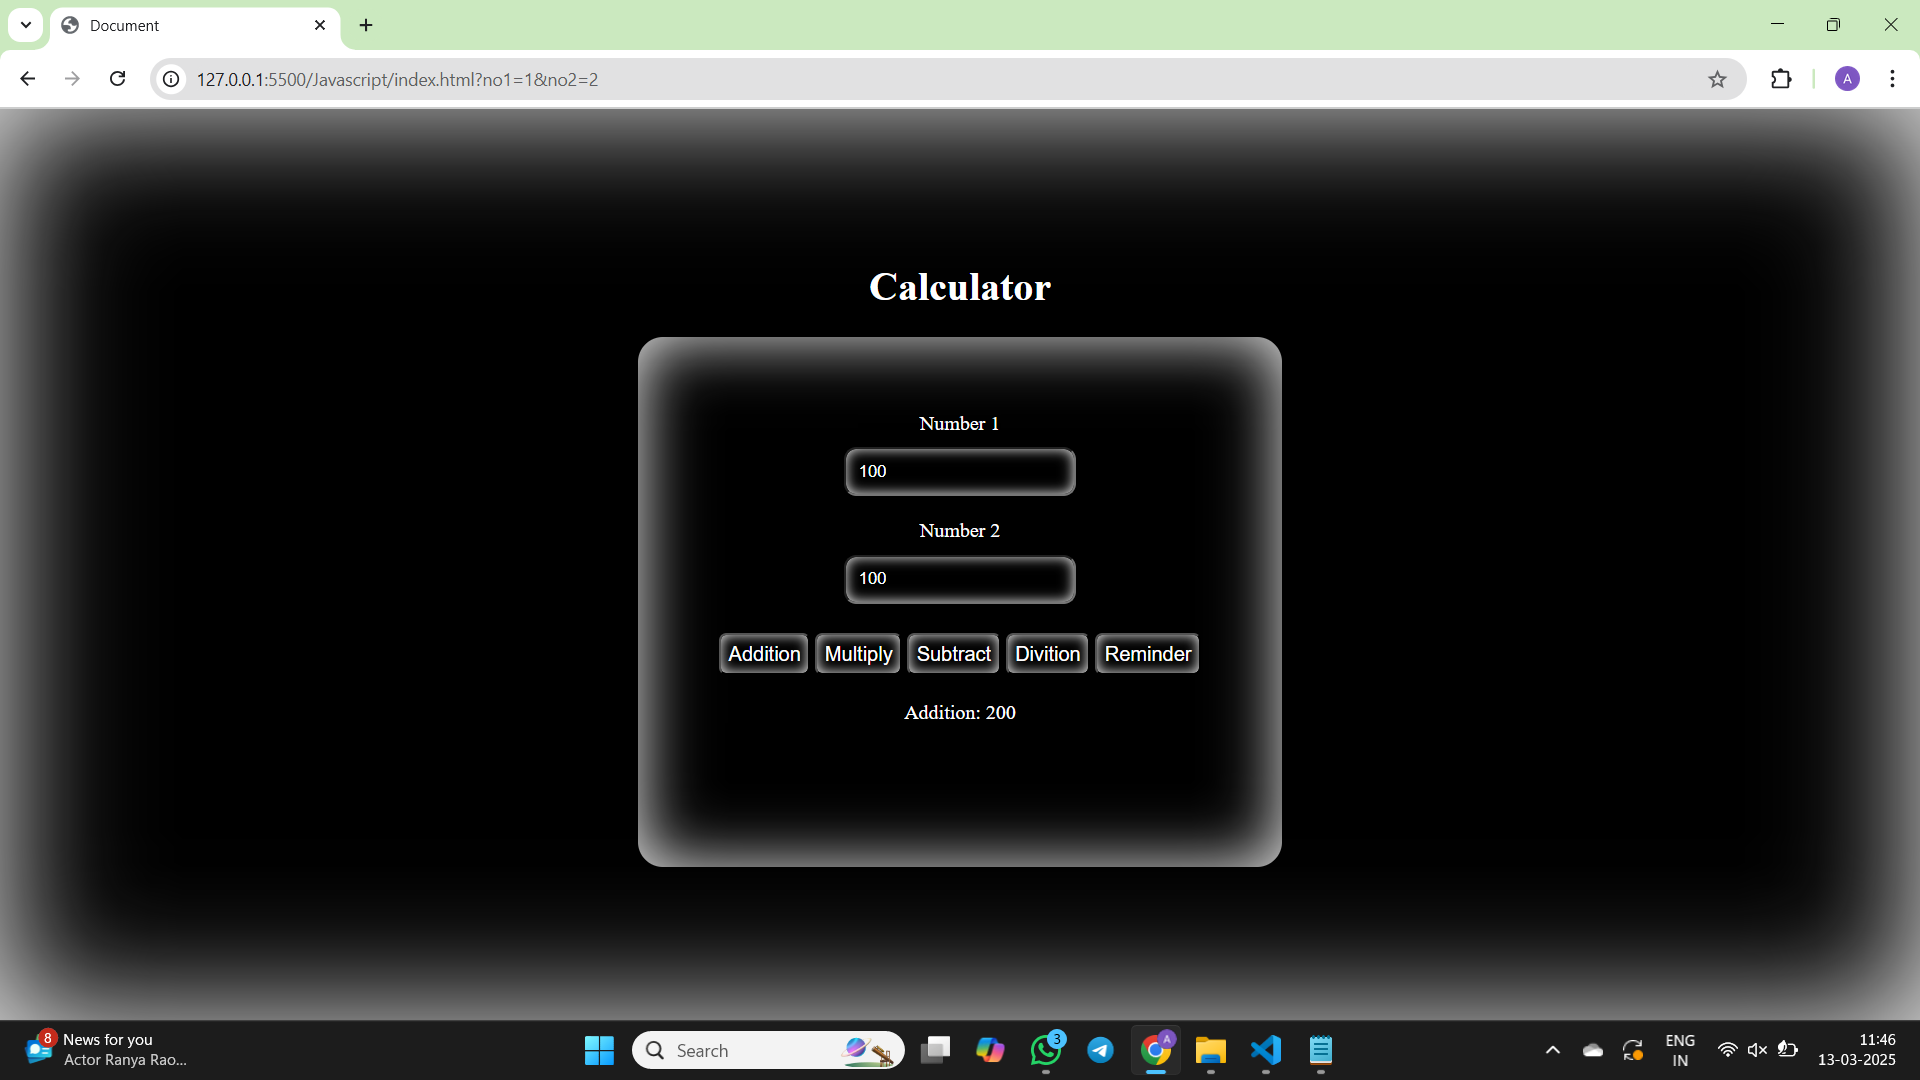 Document
127.0.0.1:5500/Javascript/index.html?no1=1&no2=2
A
Calculator
Number 1
100
Number 2
100
Addition Multiply Subtract Divition Reminder
Addition: 200
8
News for you
Actor Ranya Rao...
Search
3
A
ENG
IN
11:46
13-03-2025